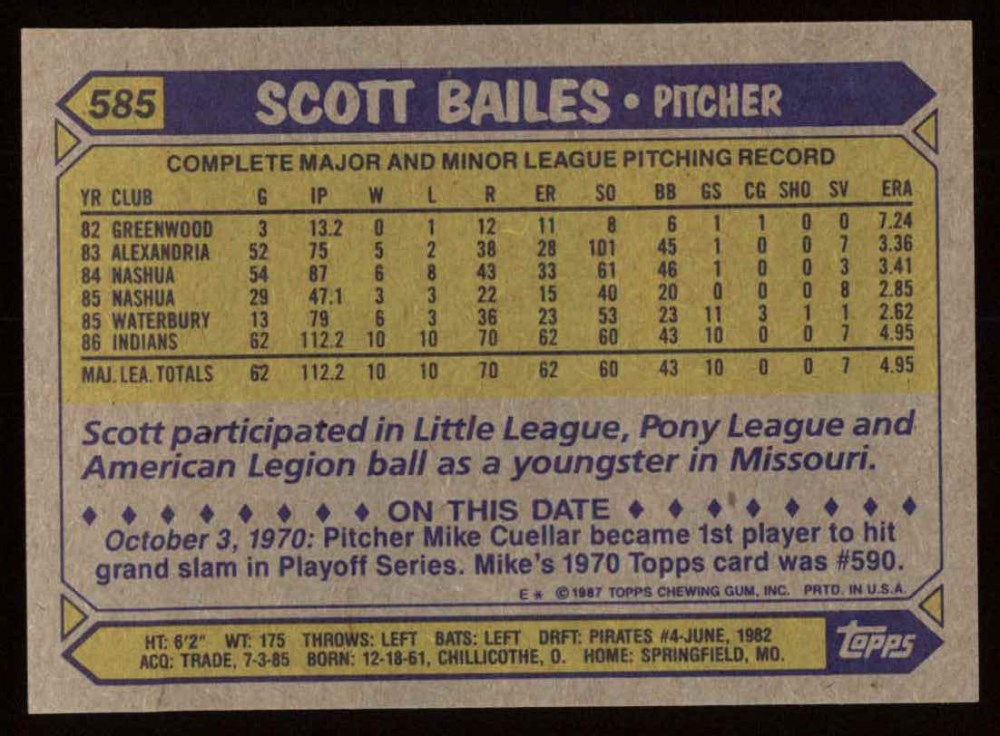 585 SCOTT BAILES • PITCHER
COMPLETE MAJOR AND MINOR LEAGUE PITCHING RECORD
YR CLUB G IP W L R ER SO BB GS CG SHO SV ERA
82 GREENWOOD 3 13.2 0 1 12 11 8 6 1 1 0 0 7.24
83 ALEXANDRIA 52 75 5 2 38 28 101 45 1 0 0 7 3.36
84 NASHUA 54 87 6 8 43 33 61 46 1 0 0 3 3.41
85 NASHUA 29 47.1 3 3 22 15 40 20 0 0 0 8 2.85
85 WATERBURY 13 79 6 3 36 23 53 23 11 3 1 1 2.62
86 INDIANS 62 112.2 10 10 70 62 60 43 10 0 0 7 4.95
MAJ. LEA. TOTALS 62 112.2 10 10 70 62 60 43 10 0 0 7 4.95
Scott participated in Little League, Pony League and
American Legion ball as a youngster in Missouri.
♦ ♦ ♦ ♦ ♦ ♦ ♦ ♦ ON THIS DATE ♦ ♦ ♦ ♦ ♦ ♦ ♦ ♦
October 3, 1970: Pitcher Mike Cuellar became 1st player to hit
grand slam in Playoff Series. Mike's 1970 Topps card was #590.
E * © 1987 TOPPS CHEWING GUM, INC. PRTD. IN U.S.A.
HT: 6'2" WT: 175 THROWS: LEFT BATS: LEFT DRFT: PIRATES #4-JUNE, 1982
ACQ: TRADE, 7-3-85 BORN: 12-18-61, CHILLICOTHE, O. HOME: SPRINGFIELD, MO.
topps